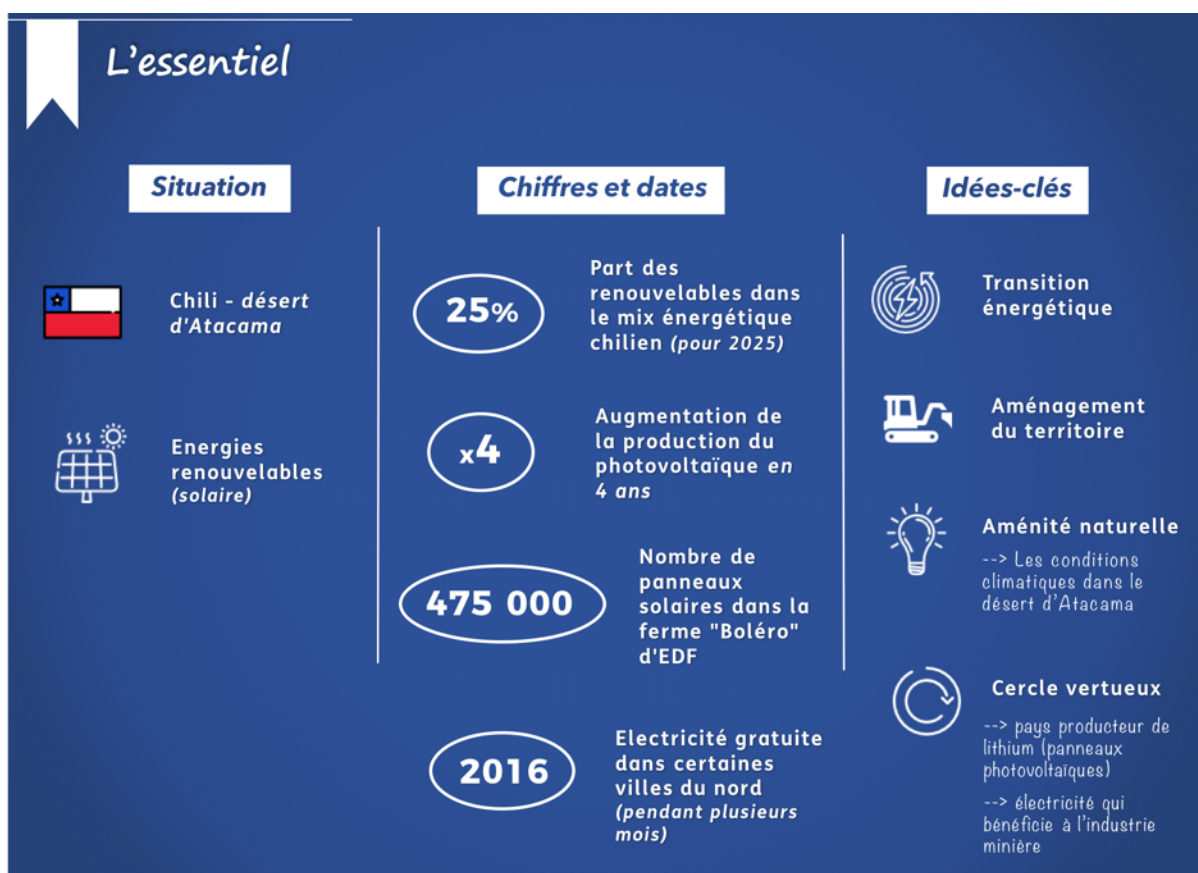 L'essentiel
Situation
Chili - désert
d'Atacama
Energies
renouvelables
(solaire)
Chiffres et dates
25%
Part des
renouvelables dans
le mix énergétique
chilien (pour 2025)
x4
Augmentation de
la production du
photovoltaïque en
4 ans
475 000
Nombre de
panneaux
solaires dans la
ferme "Boléro"
d'EDF
2016
Electricité gratuite
dans certaines
villes du nord
(pendant plusieurs
mois)
Idées-clés
Transition
énergétique
Aménagement
du territoire
Aménité naturelle
--> Les conditions
climatiques dans le
désert d'Atacama
Cercle vertueux
--> pays producteur de
lithium (panneaux
photovoltaïques)
--> électricité qui
bénéficie à l'industrie
minière